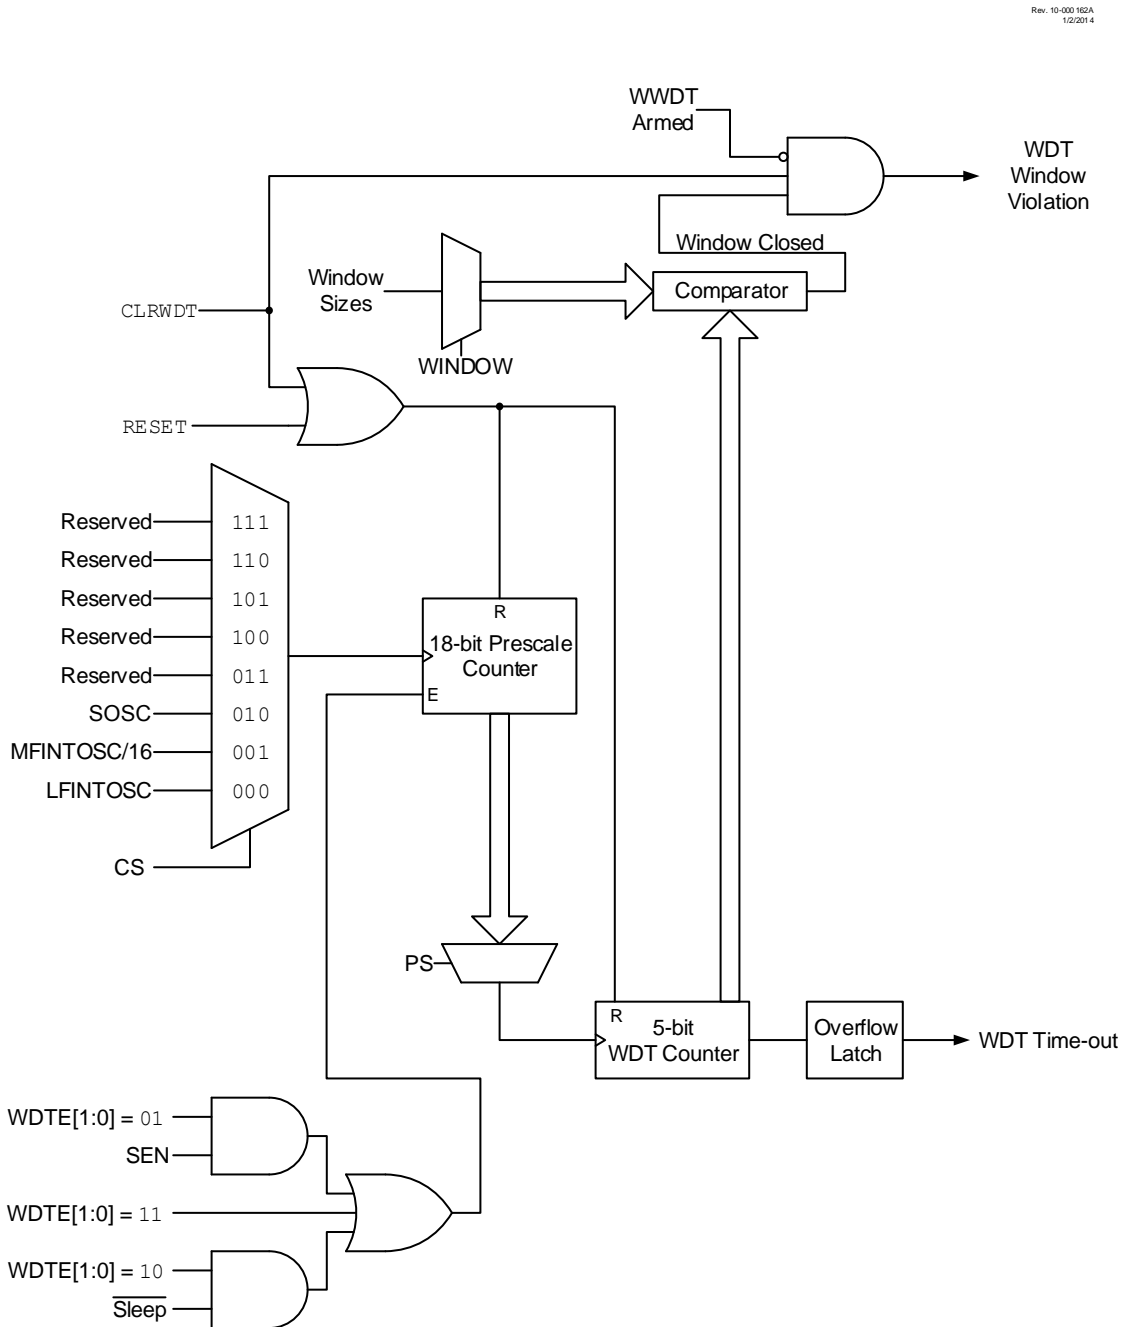 Rev. 10-000162A
1/2/2014
WWDT
Armed
WDT
Window
Violation
Window Closed
Window
Sizes
Comparator
CLRWDT
WINDOW
RESET
Reserved 111
Reserved 110
Reserved 101
Reserved 100
Reserved 011
SOSC 010
MFINTOSC/16 001
LFINTOSC 000
R
18-bit Prescale
Counter
E
CS
PS
R
5-bit
WDT Counter
Overflow
Latch
WDT Time-out
WDTE[1:0] = 01
SEN
WDTE[1:0] = 11
WDTE[1:0] = 10
Sleep